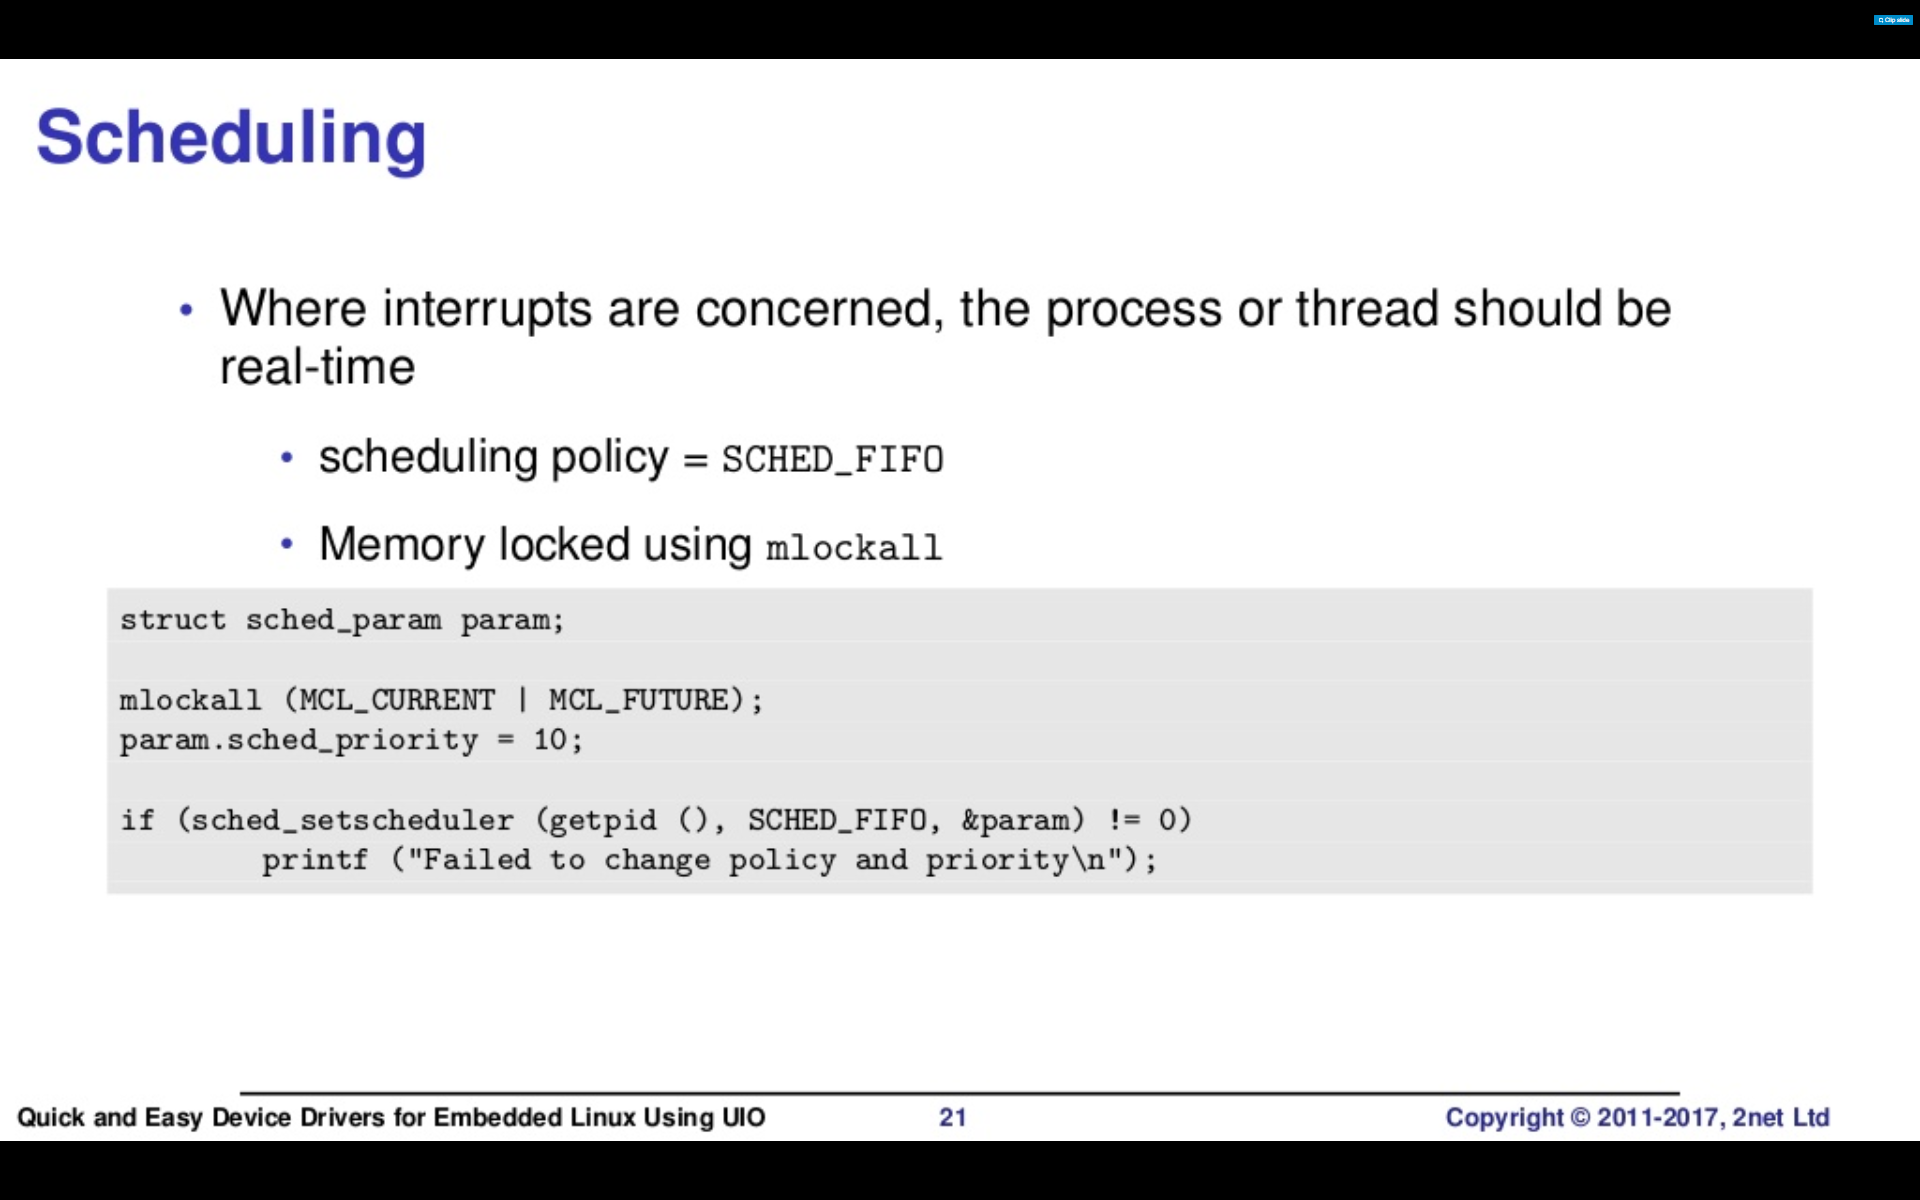 Clip slide
Scheduling
• Where interrupts are concerned, the process or thread should be
real-time
• scheduling policy = SCHED_FIFO
• Memory locked using mlockall
struct sched_param param;
mlockall (MCL_CURRENT | MCL_FUTURE);
param.sched_priority = 10;
if (sched_setscheduler (getpid (), SCHED_FIFO, &param) != 0)
printf ("Failed to change policy and priority\n");
Quick and Easy Device Drivers for Embedded Linux Using UIO 21 Copyright © 2011-2017, 2net Ltd